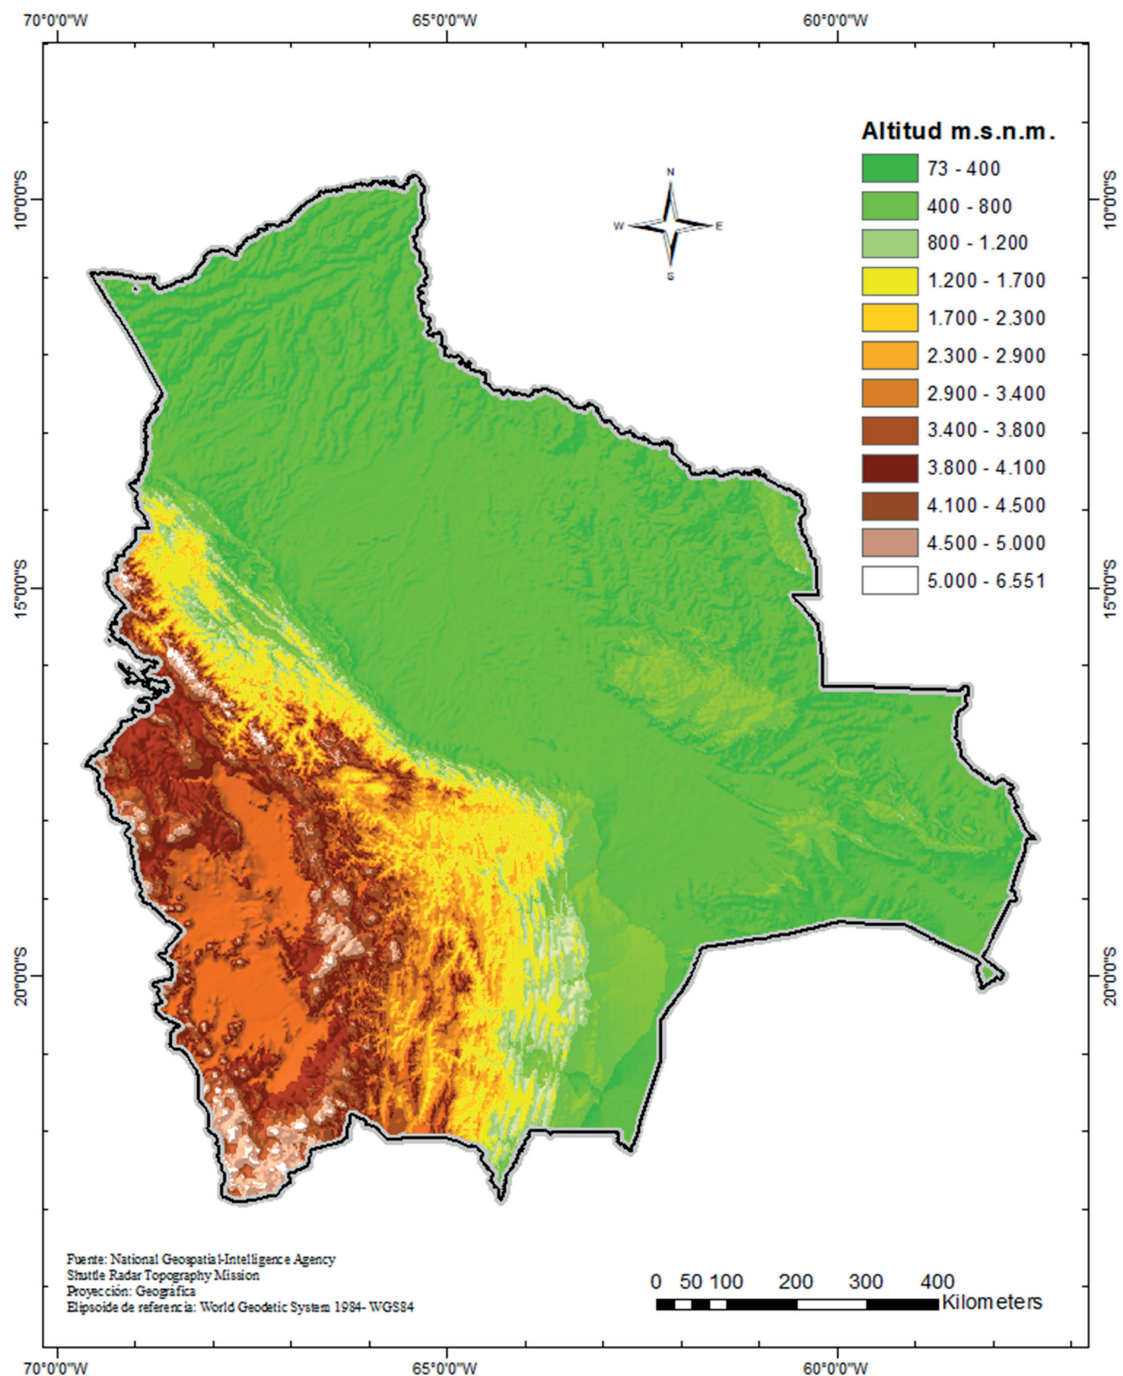 70°0'0"W 65°0'0"W 60°0'0"W
Altitud m.s.n.m.
73 - 400
400 - 800
800 - 1.200
1.200 - 1.700
1.700 - 2.300
2.300 - 2.900
2.900 - 3.400
3.400 - 3.800
3.800 - 4.100
4.100 - 4.500
4.500 - 5.000
5.000 - 6.551
N
W E
S
10°0'0"S 10°0'0"S
15°0'0"S 15°0'0"S
20°0'0"S 20°0'0"S
Fuente: National Geospatial-Intelligence Agency
Shuttle Radar Topography Mission
Proyección: Geográfica
Elipsoide de referencia: World Geodetic System 1984- WGS84
0 50 100 200 300 400
Kilometers
70°0'0"W 65°0'0"W 60°0'0"W